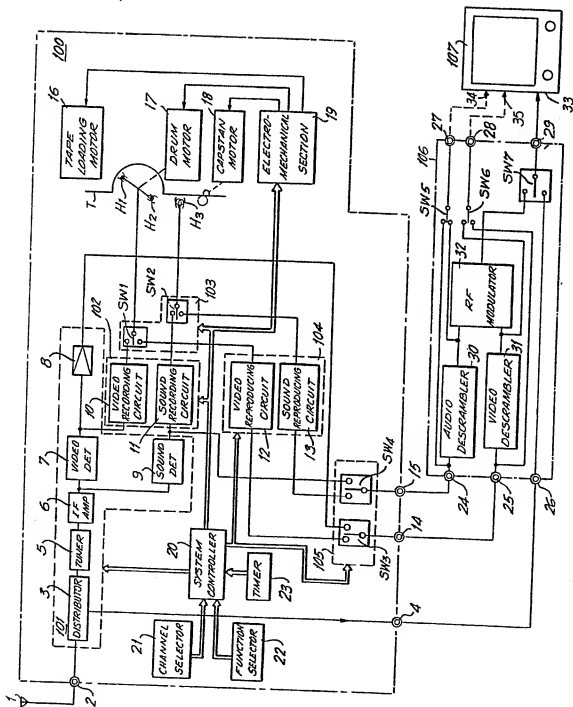 100
16
TAPE
LOADING
MOTOR
17
DRUM
MOTOR
18
CAPSTAN
MOTOR
ELECTRO-
MECHANICAL
SECTION
19
T
H1
H2
H3
SW1
SW2
103
102
8
10
VIDEO
RECORDING
CIRCUIT
11
SOUND
RECORDING
CIRCUIT
7
VIDEO
DET
9
SOUND
DET
6
IF
AMP
5
TUNER
3
DISTRIBUTOR
101
1
2
104
VIDEO
REPRODUCING
CIRCUIT
12
SOUND
REPRODUCING
CIRCUIT
13
20
SYSTEM
CONTROLLER
TIMER
23
21
CHANNEL
SELECTOR
FUNCTION
SELECTOR
22
105
SW4
SW3
15
14
4
107
33
34
35
27
28
29
106
SW5
SW6
SW7
32
RF
MODULATOR
30
AUDIO
DESCRAMBLER
31
VIDEO
DESCRAMBLER
24
25
26